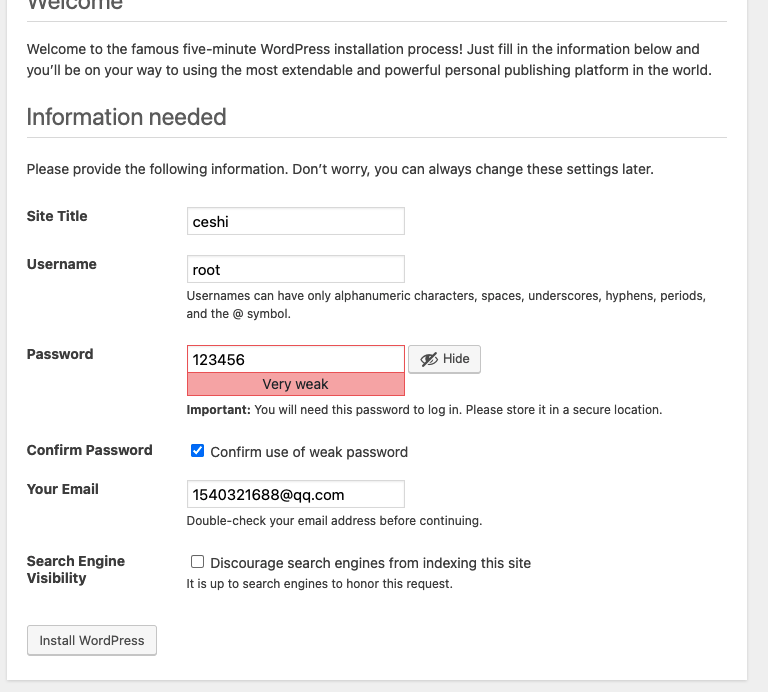 Welcome
Welcome to the famous five-minute WordPress installation process! Just fill in the information below and
you’ll be on your way to using the most extendable and powerful personal publishing platform in the world.
Information needed
Please provide the following information. Don’t worry, you can always change these settings later.
Site Title
ceshi
Username
root
Usernames can have only alphanumeric characters, spaces, underscores, hyphens, periods,
and the @ symbol.
Password
123456
Hide
Very weak
Important: You will need this password to log in. Please store it in a secure location.
Confirm Password
Confirm use of weak password
Your Email
1540321688@qq.com
Double-check your email address before continuing.
Search Engine
Visibility
Discourage search engines from indexing this site
It is up to search engines to honor this request.
Install WordPress